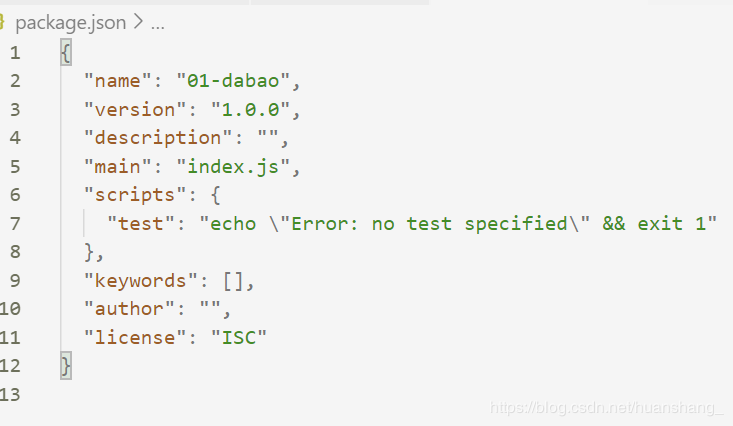 package.json > ...
1 {
2 "name": "01-dabao",
3 "version": "1.0.0",
4 "description": "",
5 "main": "index.js",
6 "scripts": {
7 "test": "echo \"Error: no test specified\" && exit 1"
8 },
9 "keywords": [],
10 "author": "",
11 "license": "ISC"
12 }
13
https://blog.csdn.net/huanshang_